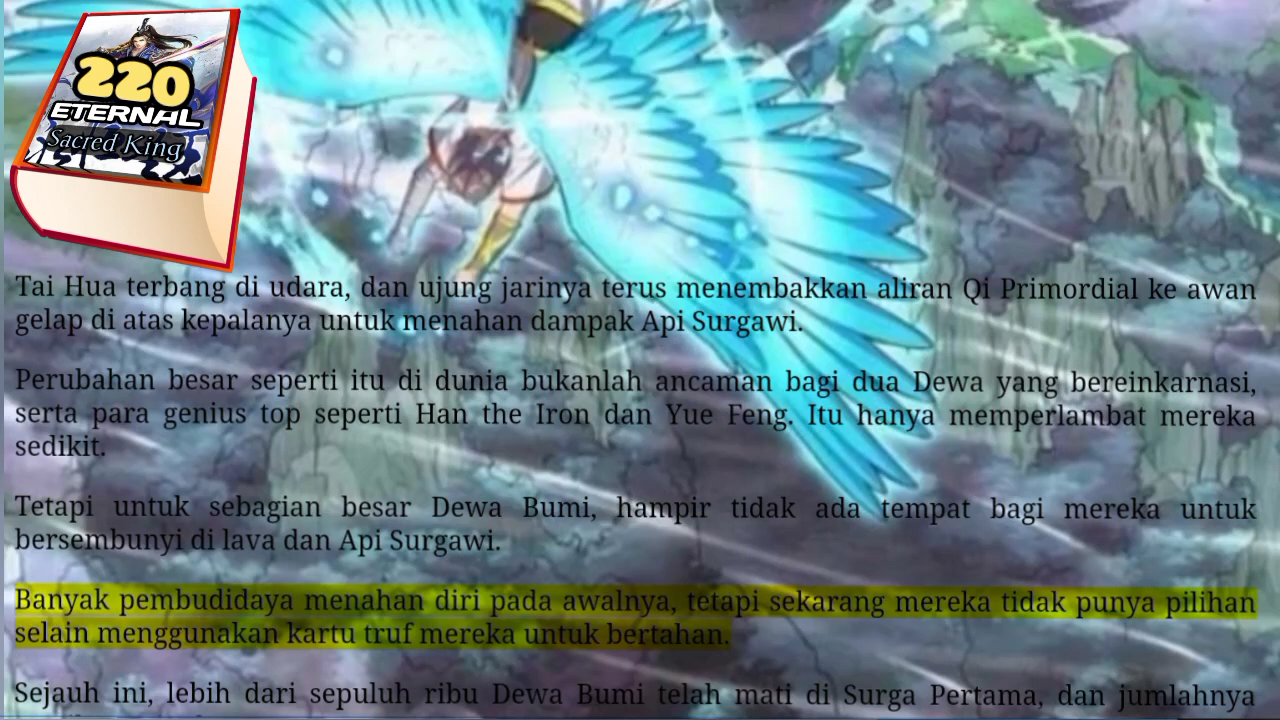 220
ETERNAL
Sacred King
Tai Hua terbang di udara, dan ujung jarinya terus menembakkan aliran Qi Primordial ke awan
gelap di atas kepalanya untuk menahan dampak Api Surgawi.
Perubahan besar seperti itu di dunia bukanlah ancaman bagi dua Dewa yang bereinkarnasi,
serta para genius top seperti Han the Iron dan Yue Feng. Itu hanya memperlambat mereka
sedikit.
Tetapi untuk sebagian besar Dewa Bumi, hampir tidak ada tempat bagi mereka untuk
bersembunyi di lava dan Api Surgawi.
Banyak pembudidaya menahan diri pada awalnya, tetapi sekarang mereka tidak punya pilihan
selain menggunakan kartu truf mereka untuk bertahan.
Sejauh ini, lebih dari sepuluh ribu Dewa Bumi telah mati di Surga Pertama, dan jumlahnya